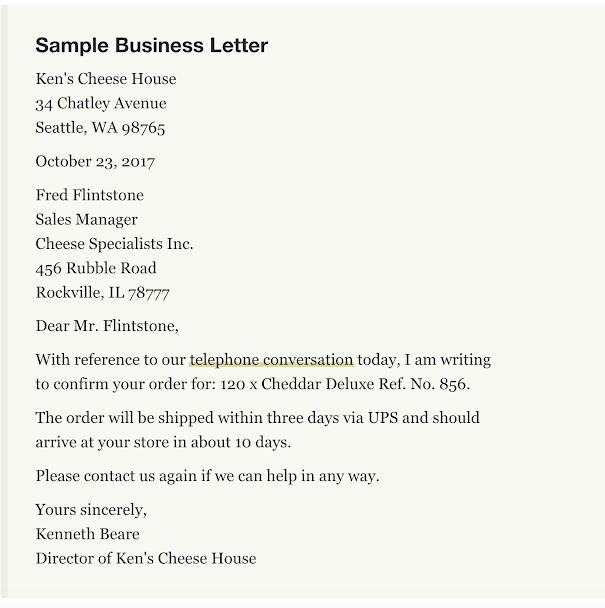 Sample Business Letter
Ken's Cheese House
34 Chatley Avenue
Seattle, WA 98765
October 23, 2017
Fred Flintstone
Sales Manager
Cheese Specialists Inc.
456 Rubble Road
Rockville, IL 78777
Dear Mr. Flintstone,
With reference to our telephone conversation today, I am writing
to confirm your order for: 120 x Cheddar Deluxe Ref. No. 856.
The order will be shipped within three days via UPS and should
arrive at your store in about 10 days.
Please contact us again if we can help in any way.
Yours sincerely,
Kenneth Beare
Director of Ken's Cheese House